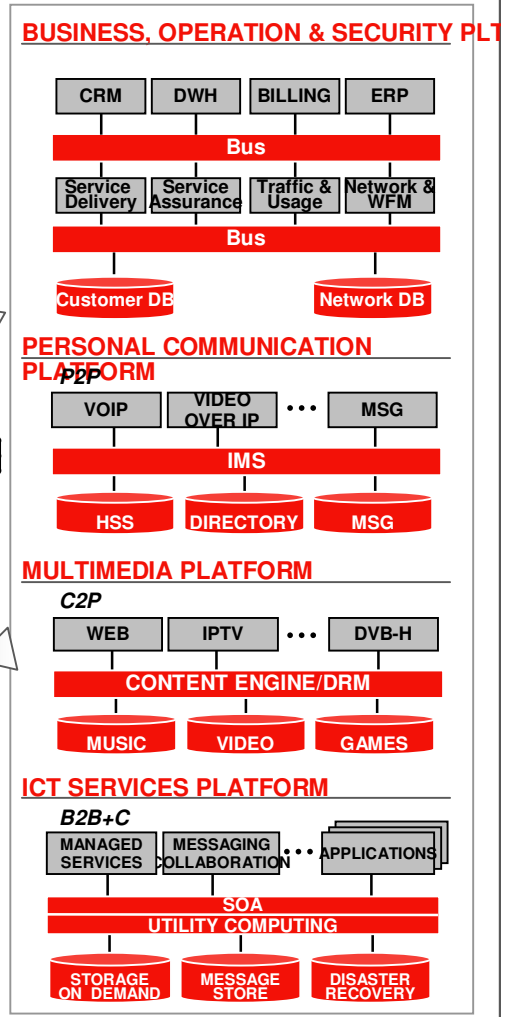 BUSINESS, OPERATION & SECURITY PLT
CRM DWH BILLING ERP
Bus
Service Delivery Service Assurance Traffic & Usage Network & WFM
Bus
Customer DB Network DB
PERSONAL COMMUNICATION
PLATFORM
P2P
VOIP VIDEO OVER IP ... MSG
IMS
HSS DIRECTORY MSG
MULTIMEDIA PLATFORM
C2P
WEB IPTV ... DVB-H
CONTENT ENGINE/DRM
MUSIC VIDEO GAMES
ICT SERVICES PLATFORM
B2B+C
MANAGED SERVICES MESSAGING COLLABORATION ... APPLICATIONS
SOA
UTILITY COMPUTING
STORAGE ON DEMAND MESSAGE STORE DISASTER RECOVERY